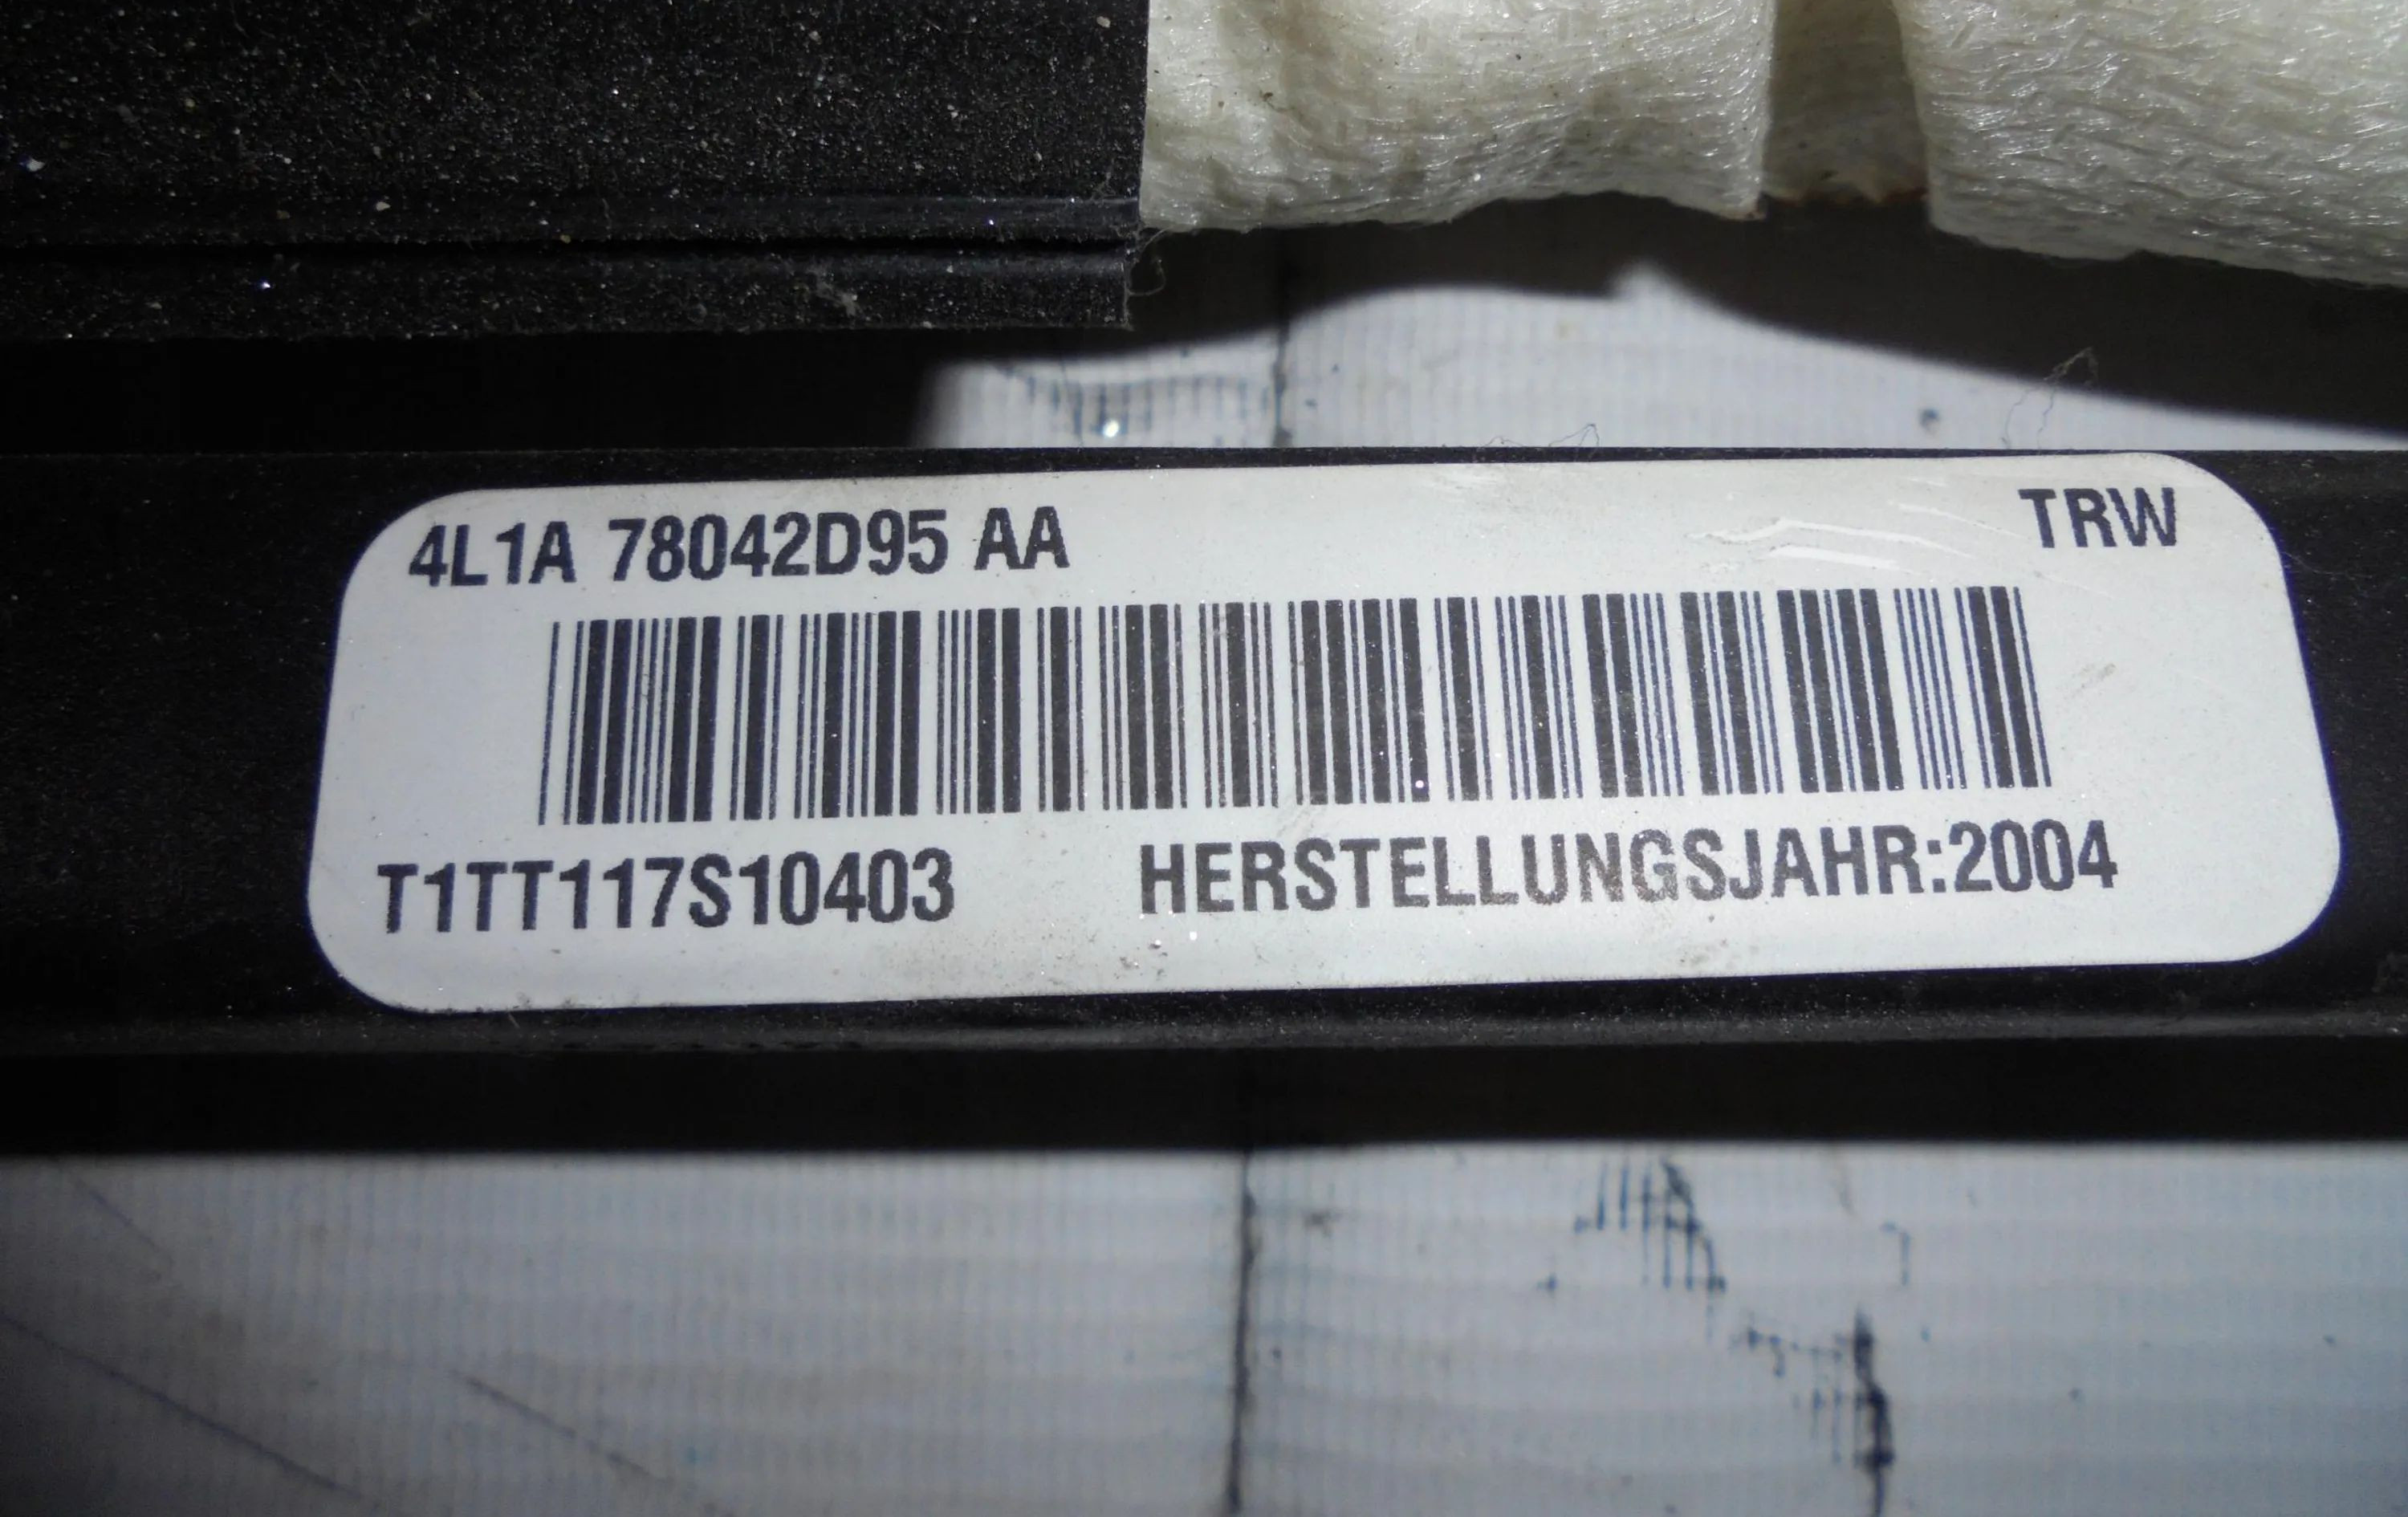 4L1A 78042D95 AA TRW
T1TT117S10403 HERSTELLUNGSJAHR:2004